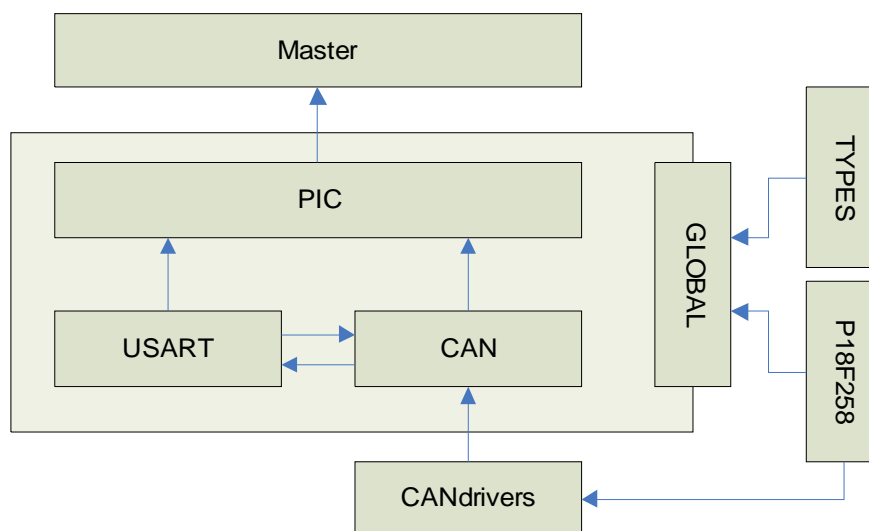 Master
PIC
USART
CAN
CANdrivers
GLOBAL
TYPES
P18F258